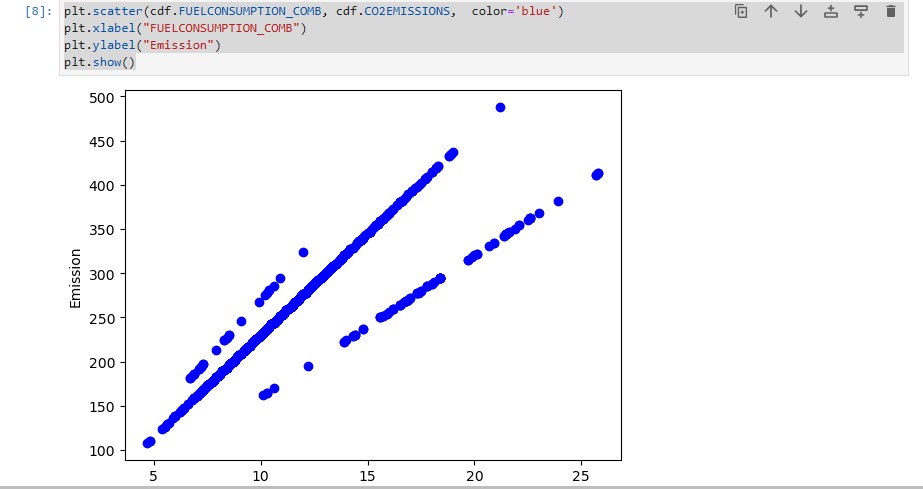 [8]: plt.scatter(cdf.FUELCONSUMPTION_COMB, cdf.CO2EMISSIONS,  color='blue')
plt.xlabel("FUELCONSUMPTION_COMB")
plt.ylabel("Emission")
plt.show()
500
450
400
350
300
250
200
150
100
Emission
5 10 15 20 25